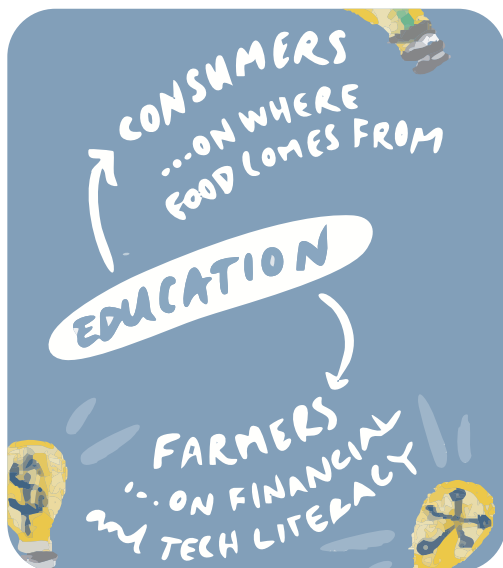 CONSUMERS
...ON WHERE
FOOD COMES FROM
EDUCATION
FARMERS
... ON FINANCIAL
and TECH LITERACY